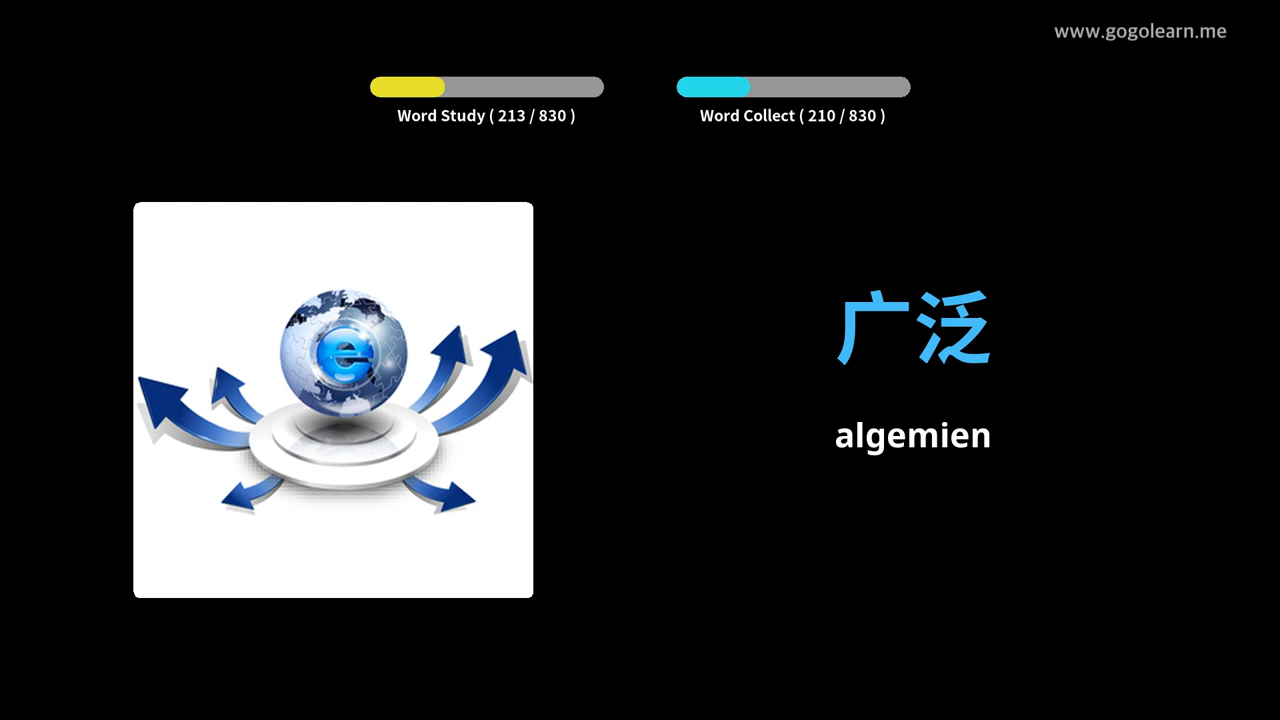 www.gogolearn.me
Word Study ( 213 / 830 )
Word Collect ( 210 / 830 )
e
广泛
algemien